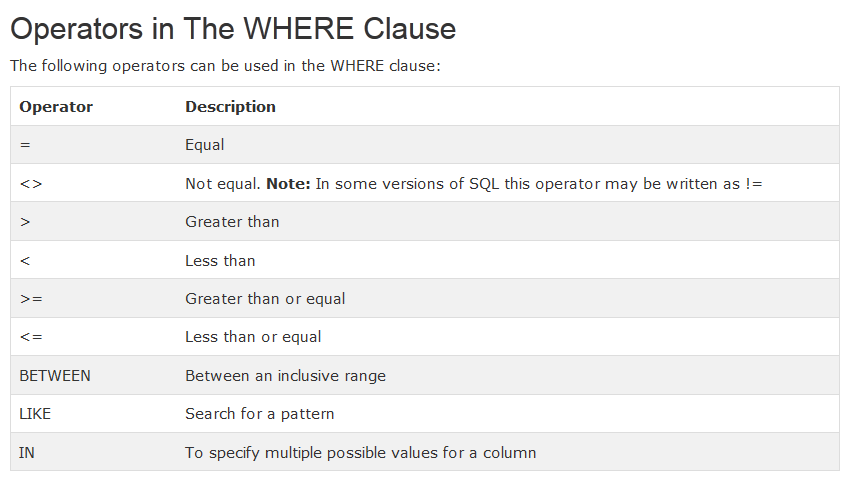 Operators in The WHERE Clause
The following operators can be used in the WHERE clause:
Operator Description
= Equal
<> Not equal. Note: In some versions of SQL this operator may be written as !=
> Greater than
< Less than
>= Greater than or equal
<= Less than or equal
BETWEEN Between an inclusive range
LIKE Search for a pattern
IN To specify multiple possible values for a column